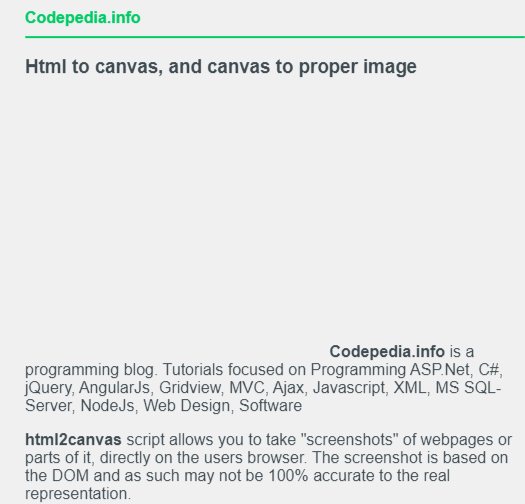 Codepedia.info
Html to canvas, and canvas to proper image
Codepedia.info is a
programming blog. Tutorials focused on Programming ASP.Net, C#,
jQuery, AngularJs, Gridview, MVC, Ajax, Javascript, XML, MS SQL-
Server, NodeJs, Web Design, Software
html2canvas script allows you to take "screenshots" of webpages or
parts of it, directly on the users browser. The screenshot is based on
the DOM and as such may not be 100% accurate to the real
representation.